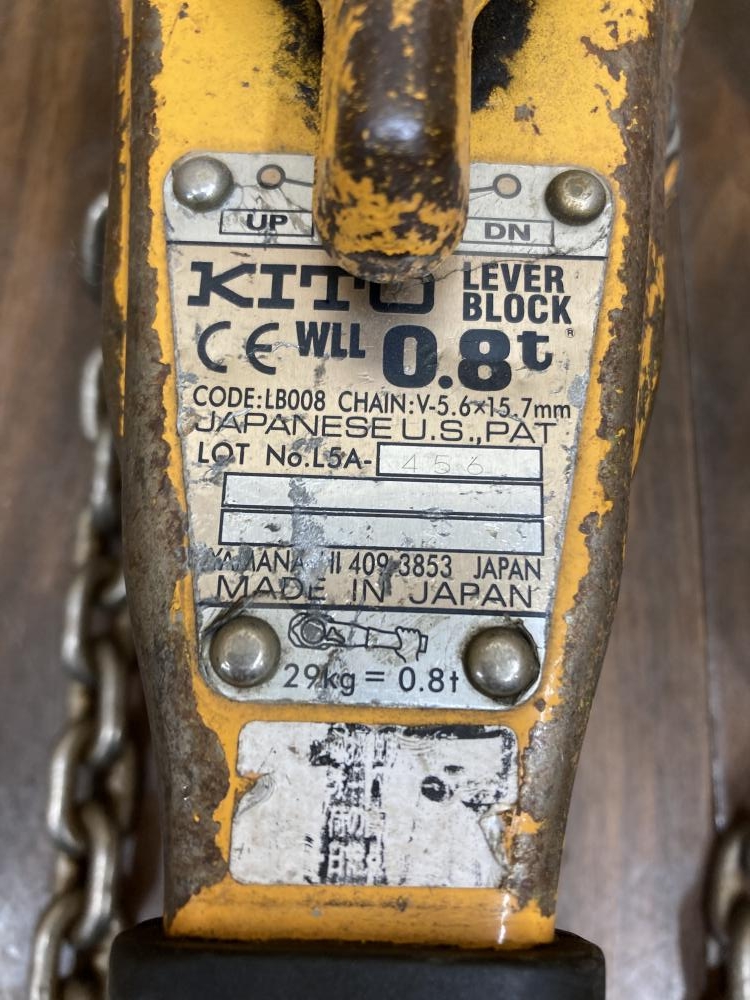 UP DN
KITO LEVER BLOCK ®
CE WLL 0.8t
CODE:LB008 CHAIN:V-5.6×15.7mm
JAPANESE U.S.,PAT
LOT No.L5A- 456
409-3853 JAPAN
MADE IN JAPAN
29kg = 0.8t